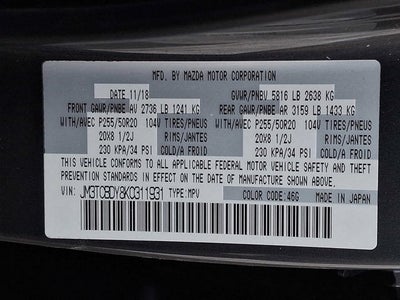 MFD. BY MAZDA MOTOR CORPORATION
DATE 11/18 GVWR/PNBV 5816 LB 2638 KG
FRONT GAWR/PNBE AV 2736 LB 1241 KG REAR GAWR/PNBE AR 3159 LB 1433 KG
WITH/AVEC P255/50R20 104V TIRES/PNEUS WITH/AVEC P255/50R20 104V TIRES/PNEUS
20X8 1/2J RIMS/JANTES 20X8 1/2J RIMS/JANTES
230 KPA/34 PSI COLD/A FROID 230 KPA/34 PSI COLD/A FROID
THIS VEHICLE CONFORMS TO ALL APPLICABLE FEDERAL MOTOR VEHICLE SAFETY AND THEFT
PREVENTION STANDARDS IN EFFECT ON THE DATE OF MANUFACTURE SHOWN ABOVE.
VIN: JM3TCBDY8K0311931 TYPE:MPV COLOR CODE:46G MADE IN JAPAN